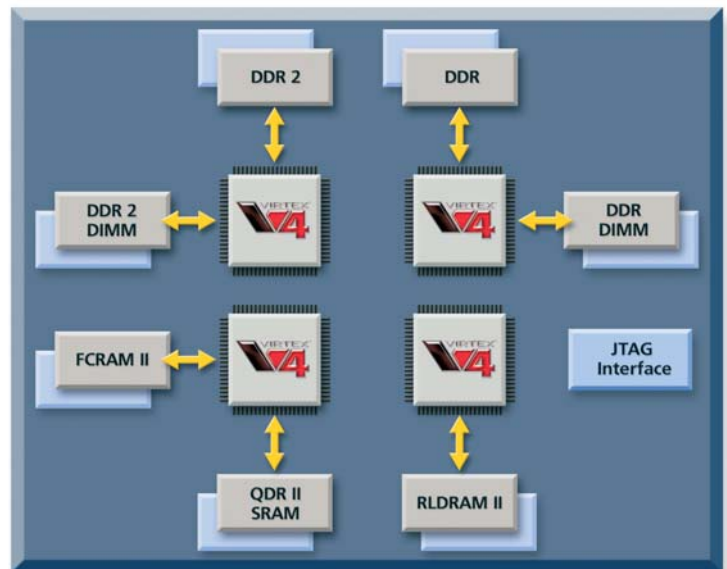 DDR 2
DDR
VIRTEX
4
VIRTEX
4
DDR 2
DIMM
DDR
DIMM
VIRTEX
4
VIRTEX
4
FCRAM II
JTAG
Interface
QDR II
SRAM
RLDRAM II